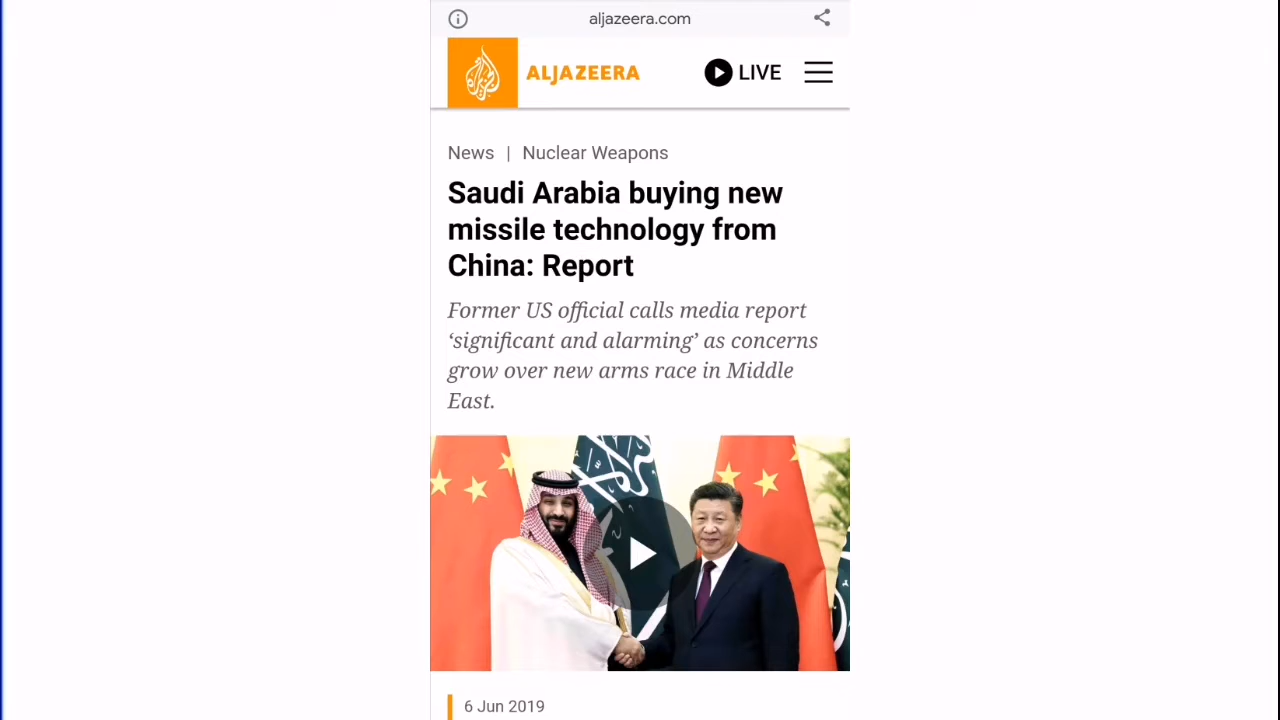 aljazeera.com
ALJAZEERA
LIVE
News | Nuclear Weapons
Saudi Arabia buying new
missile technology from
China: Report
Former US official calls media report
‘significant and alarming’ as concerns
grow over new arms race in Middle
East.
6 Jun 2019